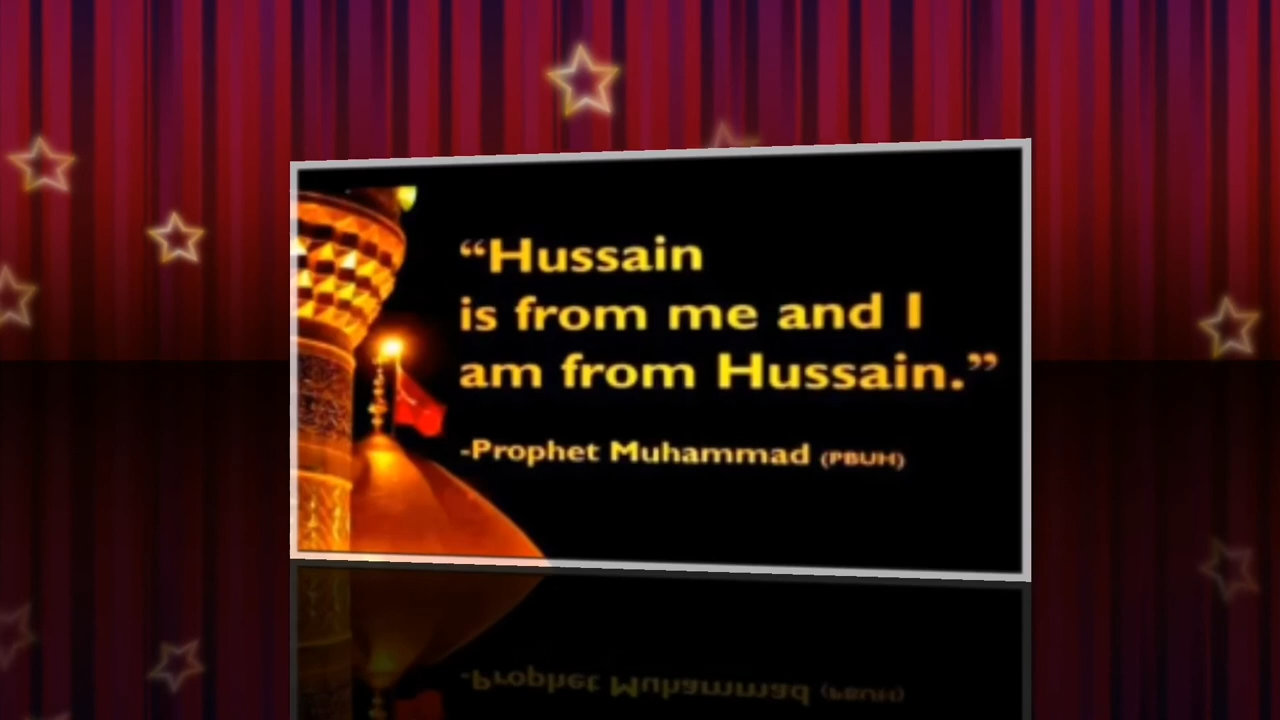 “Hussain
is from me and I
am from Hussain.”
-Prophet Muhammad (PBUH)